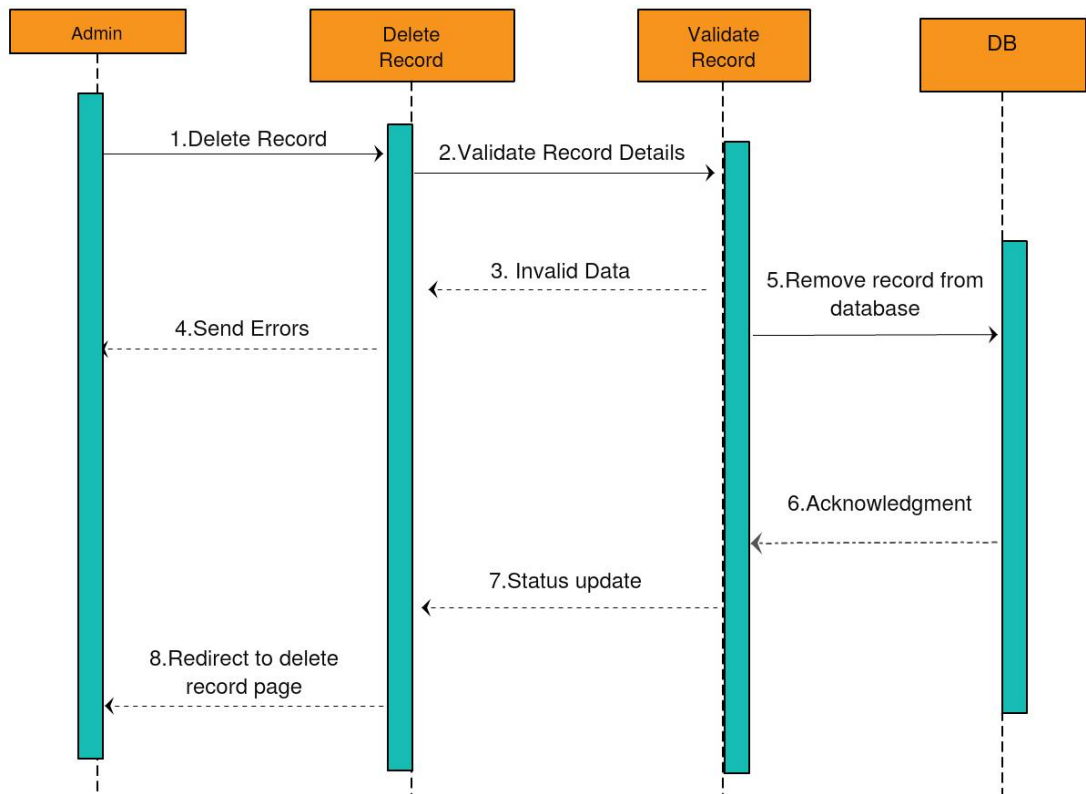 Admin
Delete
Record
Validate
Record
DB
1.Delete Record
2.Validate Record Details
3. Invalid Data
4.Send Errors
5.Remove record from
database
6.Acknowledgment
7.Status update
8.Redirect to delete
record page